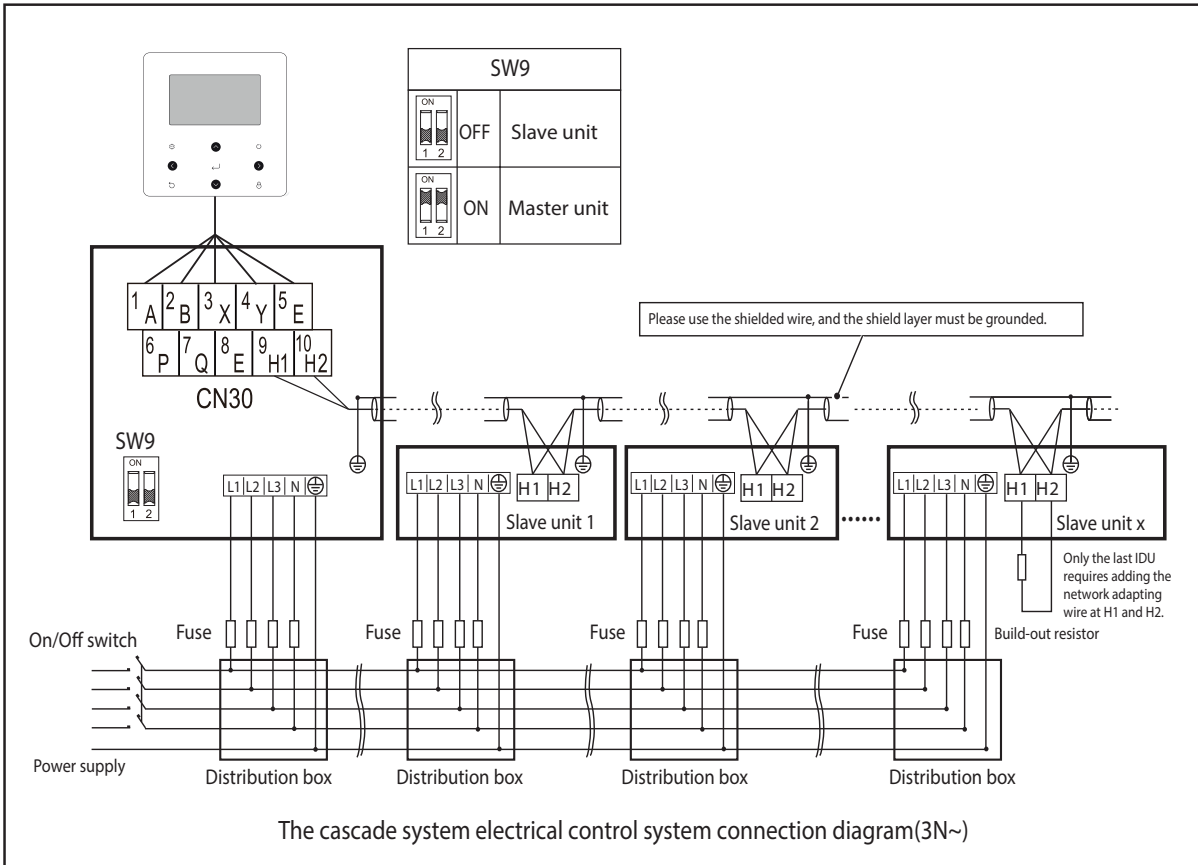 SW9
ON
1 2
OFF
Slave unit
ON
1 2
ON
Master unit
1 A 2 B 3 X 4 Y 5 E
6 P 7 Q 8 E 9 H1 10 H2
CN30
Please use the shielded wire, and the shield layer must be grounded.
SW9
ON
1 2
L1 L2 L3 N
L1 L2 L3 N
H1 H2
Slave unit 1
L1 L2 L3 N
H1 H2
Slave unit 2
......
L1 L2 L3 N
H1 H2
Slave unit x
Only the last IDU
requires adding the
network adapting
wire at H1 and H2.
Build-out resistor
On/Off switch
Fuse
Fuse
Fuse
Fuse
Power supply
Distribution box
Distribution box
Distribution box
Distribution box
The cascade system electrical control system connection diagram(3N~)